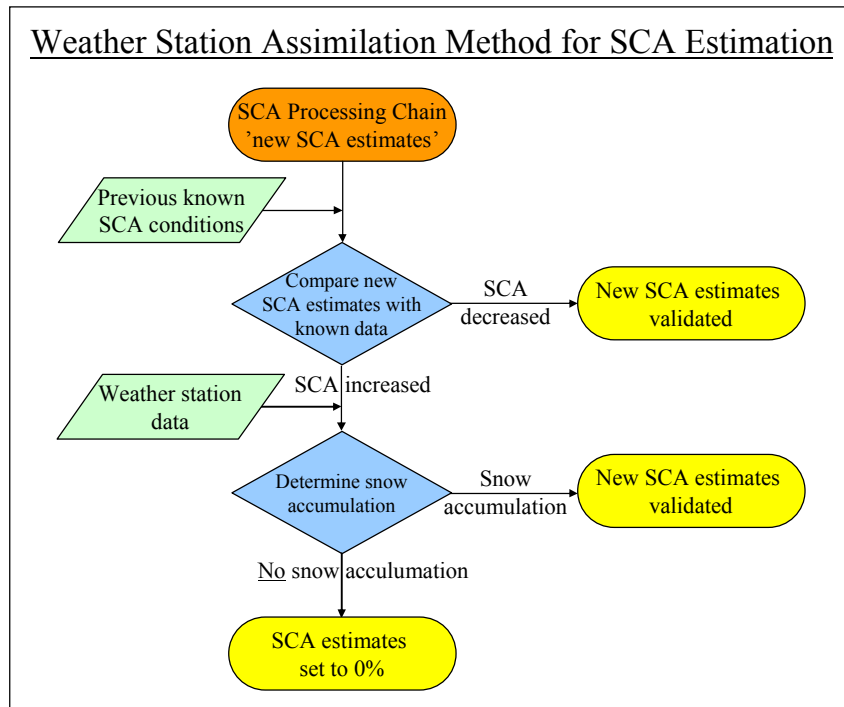 Weather Station Assimilation Method for SCA Estimation
SCA Processing Chain
’new SCA estimates’
Previous known
SCA conditions
Compare new
SCA estimates with
known data
SCA
decreased
New SCA estimates
validated
SCA increased
Weather station
data
Determine snow
accumulation
Snow
accumulation
New SCA estimates
validated
No snow acculumation
SCA estimates
set to 0%